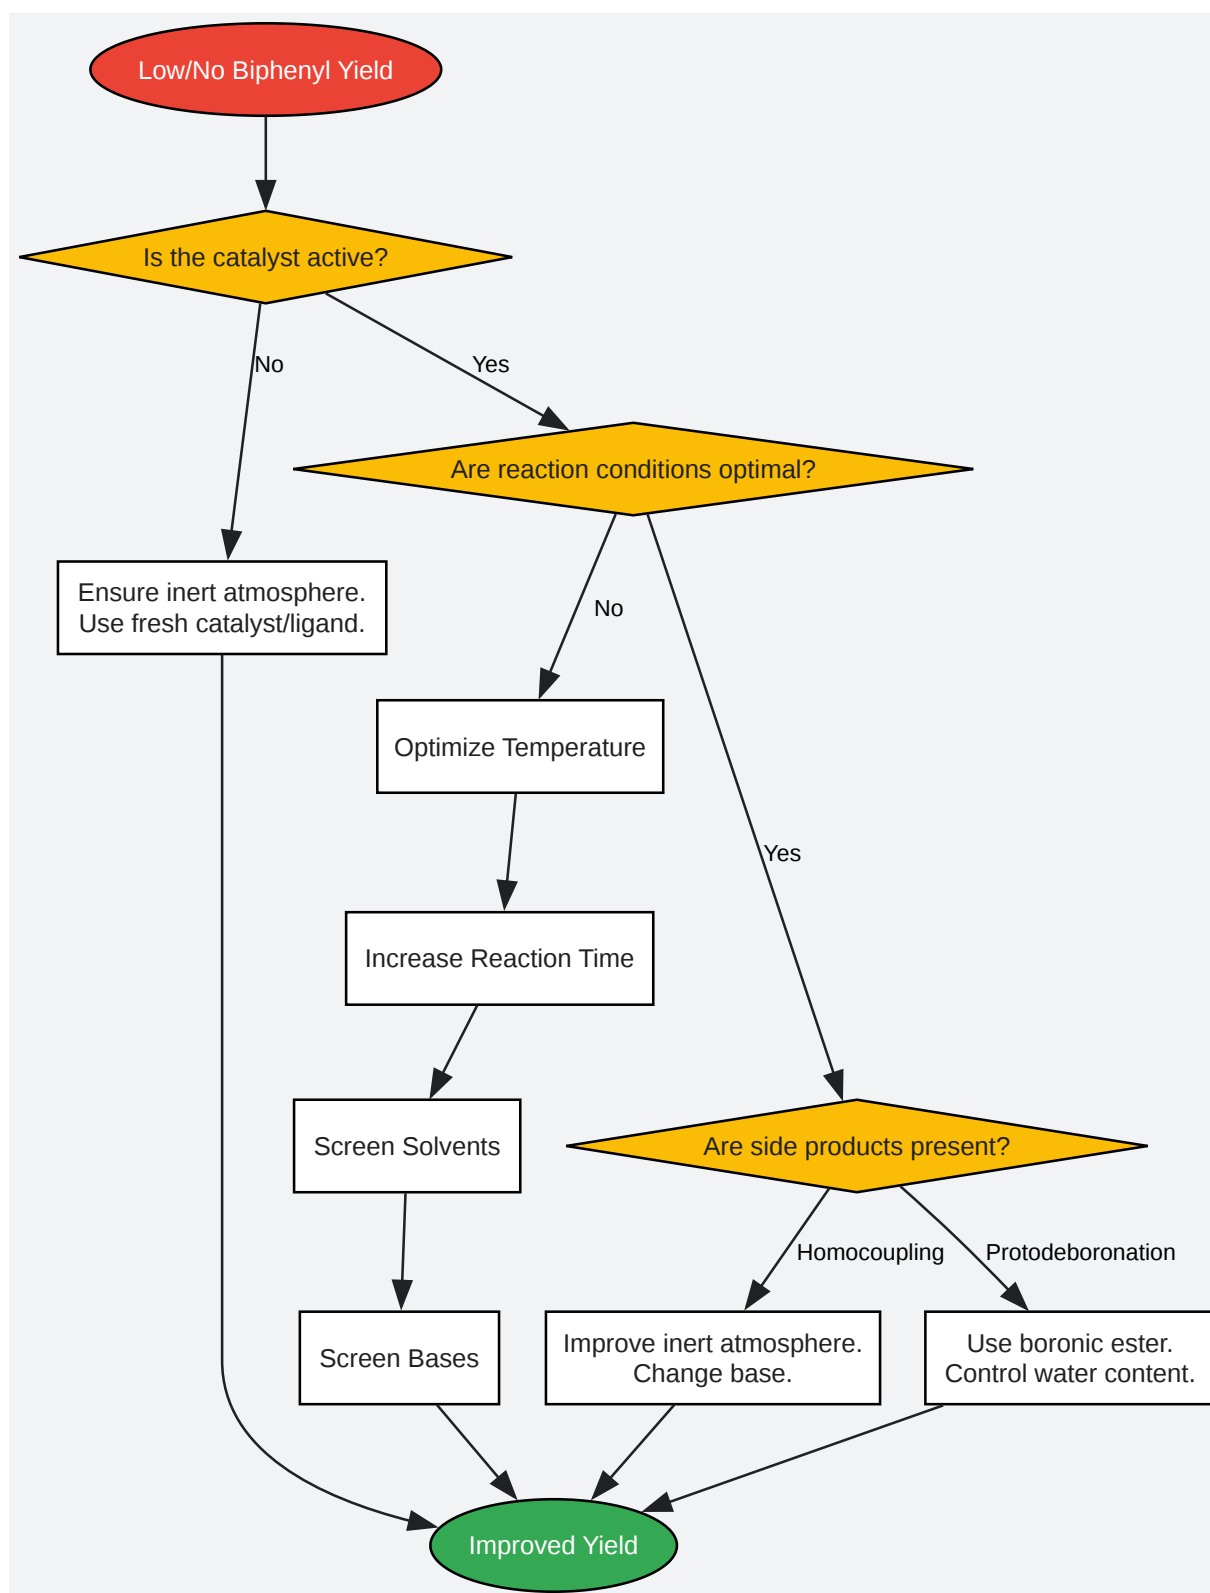 Low/No Biphenyl Yield
Is the catalyst active?
No
Yes
Are reaction conditions optimal?
Ensure inert atmosphere.
Use fresh catalyst/ligand.
No
Optimize Temperature
Yes
Increase Reaction Time
Screen Solvents
Are side products present?
Homocoupling
Protodeboronation
Screen Bases
Improve inert atmosphere.
Change base.
Use boronic ester.
Control water content.
Improved Yield